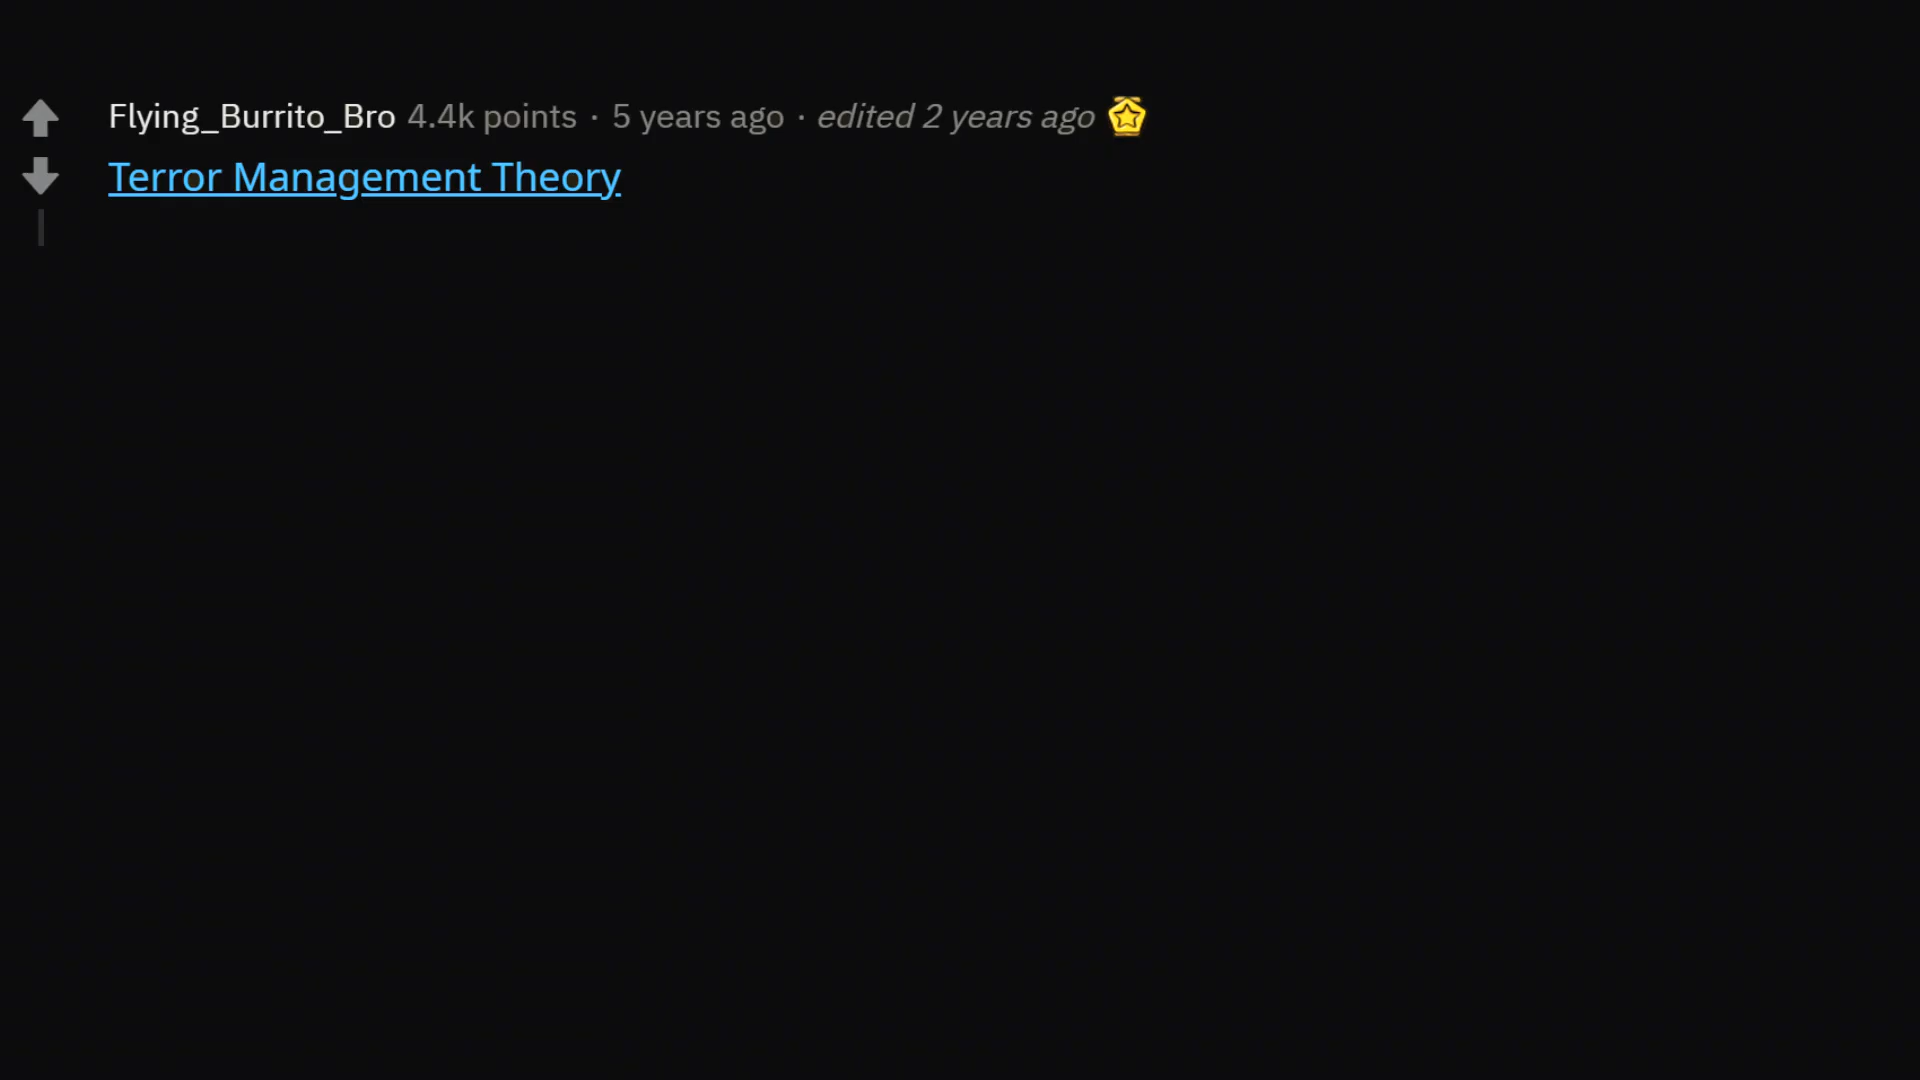 Flying_Burrito_Bro 4.4k points · 5 years ago · edited 2 years ago
Terror Management Theory